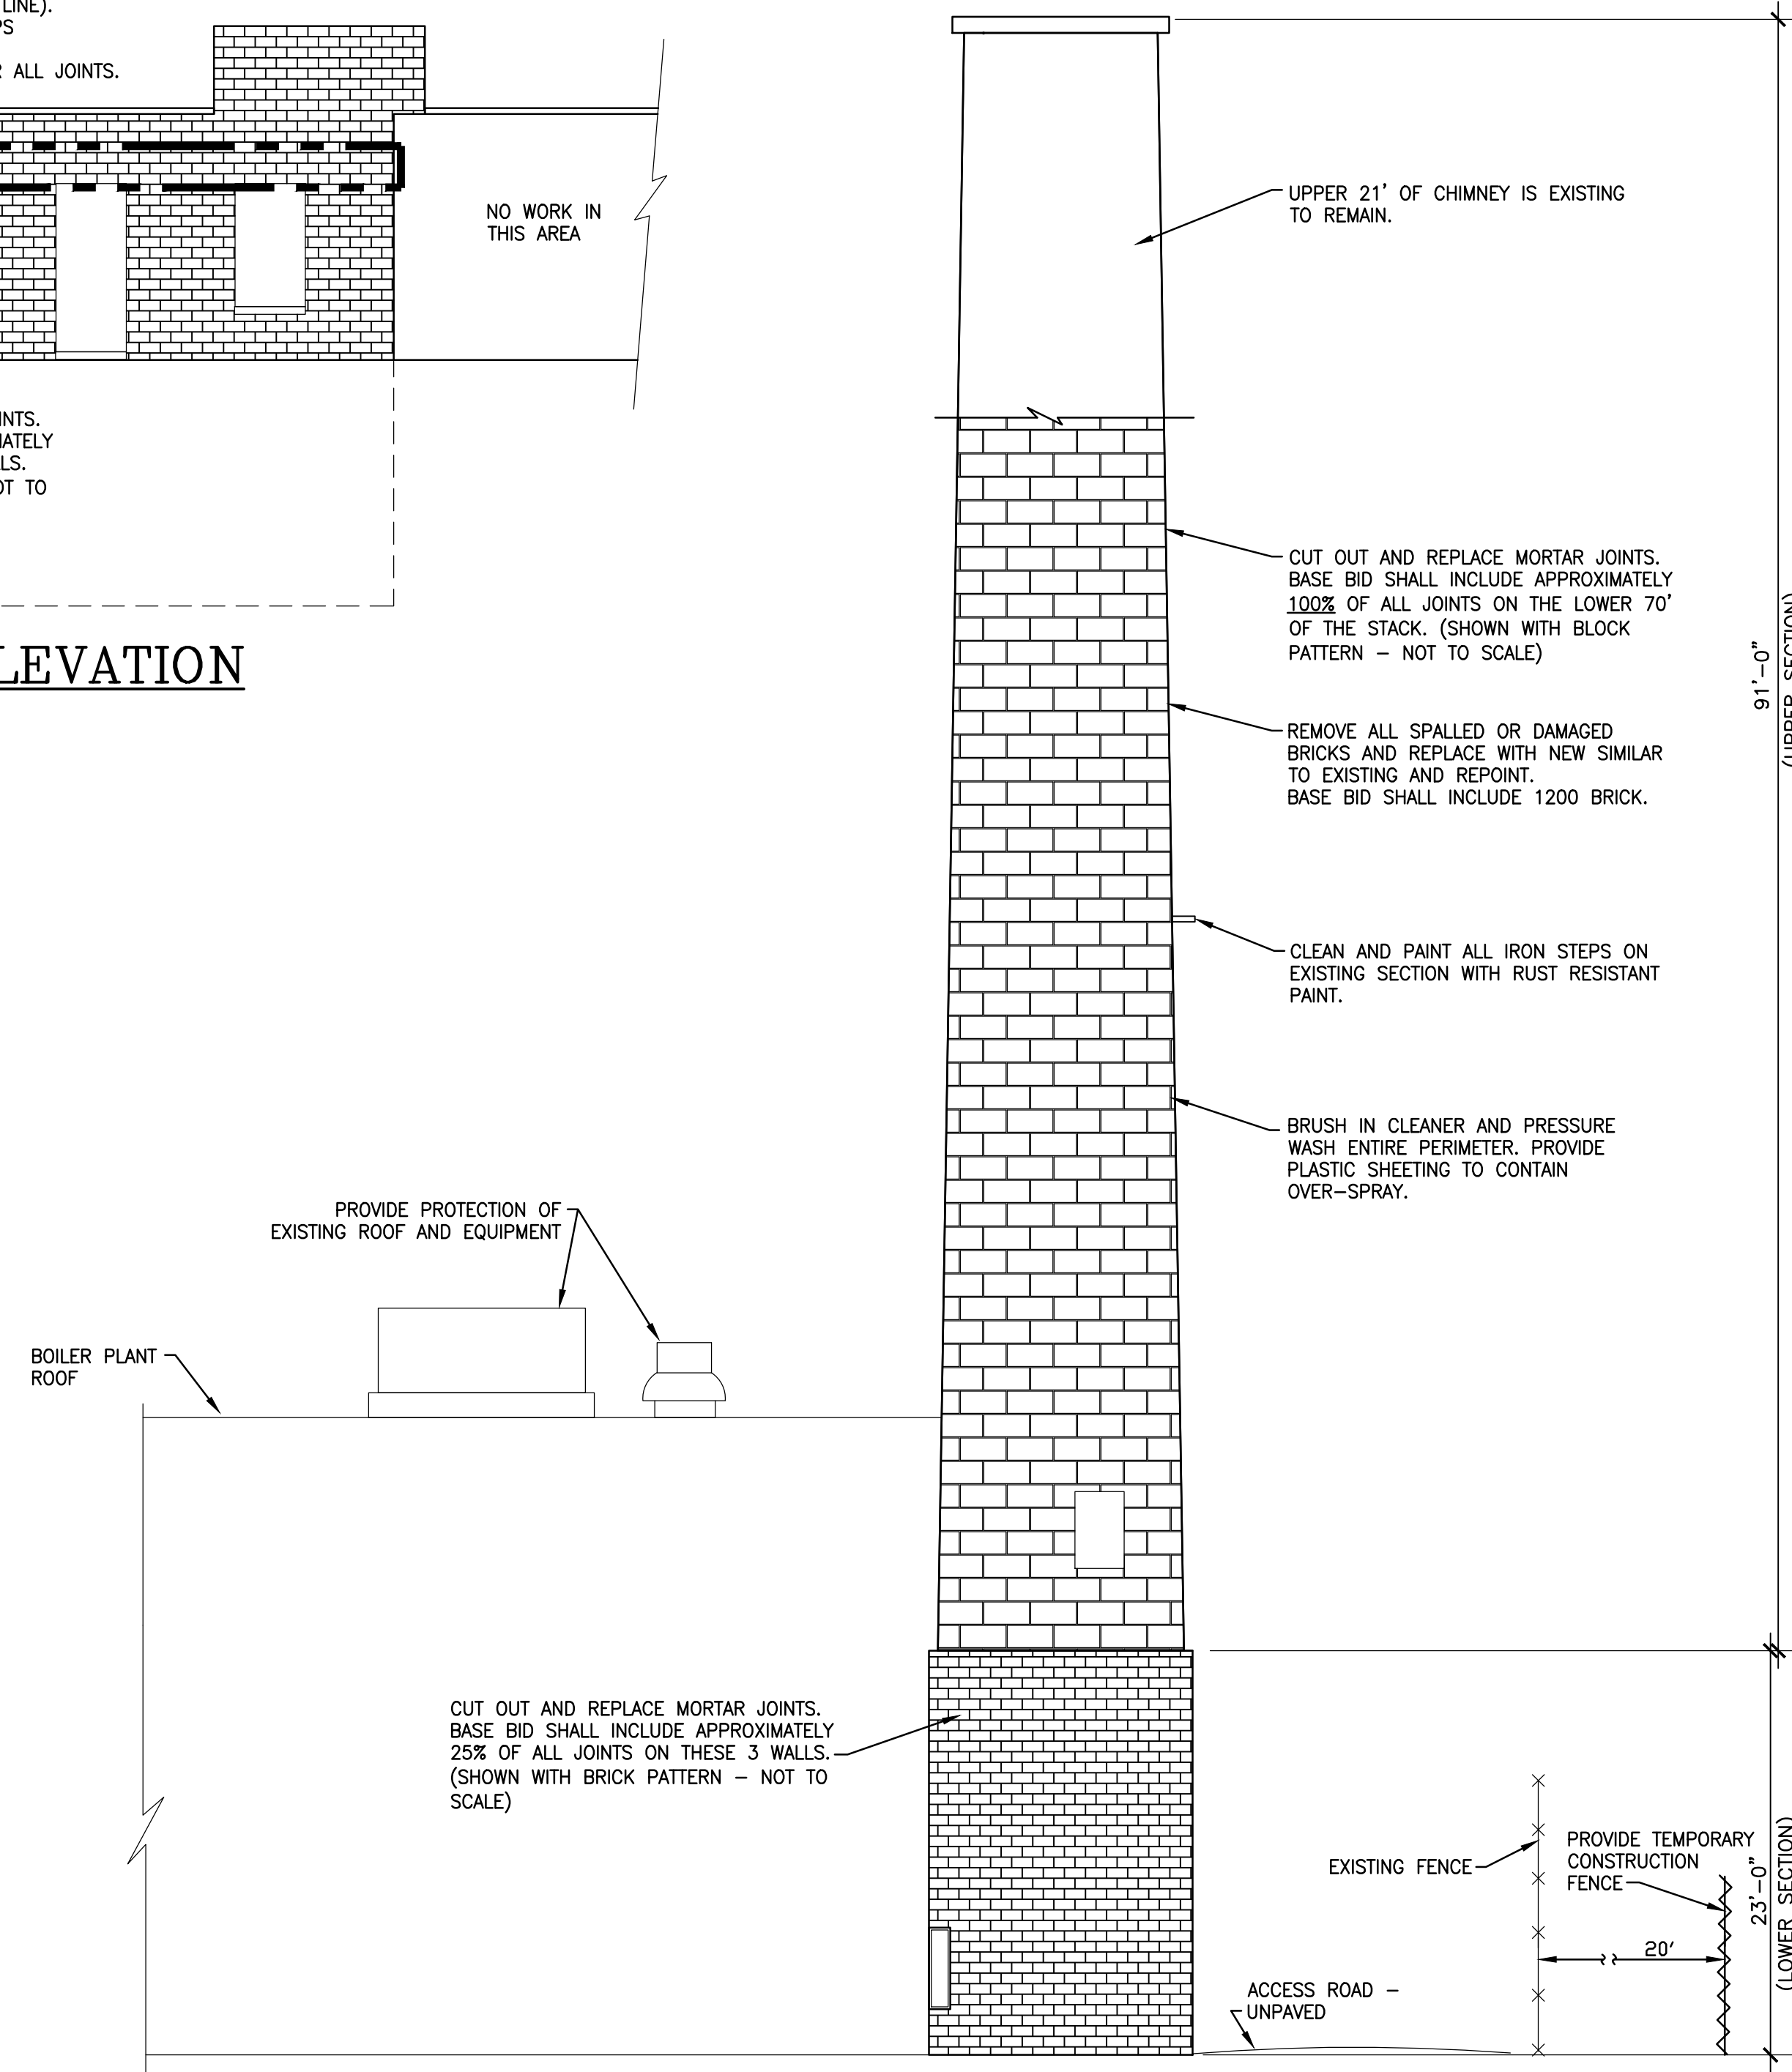 LINE).
R ALL JOINTS.
NO WORK IN
THIS AREA
TO
UPPER 21' OF CHIMNEY IS EXISTING
TO REMAIN.
CUT OUT AND REPLACE MORTAR JOINTS.
BASE BID SHALL INCLUDE APPROXIMATELY
100% OF ALL JOINTS ON THE LOWER 70'
OF THE STACK. (SHOWN WITH BLOCK
PATTERN – NOT TO SCALE)
REMOVE ALL SPALLED OR DAMAGED
BRICKS AND REPLACE WITH NEW SIMILAR
TO EXISTING AND REPOINT.
BASE BID SHALL INCLUDE 1200 BRICK.
91'-0"
(UPPER SECTION)
CLEAN AND PAINT ALL IRON STEPS ON
EXISTING SECTION WITH RUST RESISTANT
PAINT.
BRUSH IN CLEANER AND PRESSURE
WASH ENTIRE PERIMETER. PROVIDE
PLASTIC SHEETING TO CONTAIN
OVER-SPRAY.
PROVIDE PROTECTION OF
EXISTING ROOF AND EQUIPMENT
BOILER PLANT
ROOF
CUT OUT AND REPLACE MORTAR JOINTS.
BASE BID SHALL INCLUDE APPROXIMATELY
25% OF ALL JOINTS ON THESE 3 WALLS.
(SHOWN WITH BRICK PATTERN – NOT TO
SCALE)
EXISTING FENCE
PROVIDE TEMPORARY
CONSTRUCTION
FENCE
20'
23'-0"
(LOWER SECTION)
ACCESS ROAD –
UNPAVED